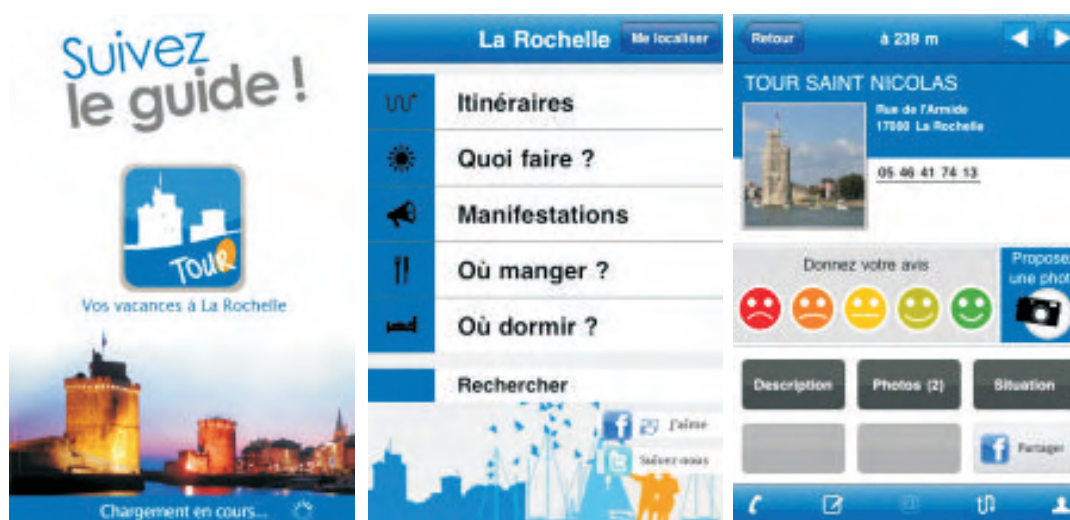 Suivez
le guide !
TOUR
Vos vacances à La Rochelle
Chargement en cours...
La Rochelle
Me localiser
Itinéraires
Quoi faire ?
Manifestations
Où manger ?
Où dormir ?
Rechercher
J'aime
Suivez-nous
Retour
à 239 m
TOUR SAINT NICOLAS
Rue de l'Armide
La Rochelle
05 46 41 74 13
Donnez votre avis
Proposez
une phot
Description
Photos (2)
Situation
Partager